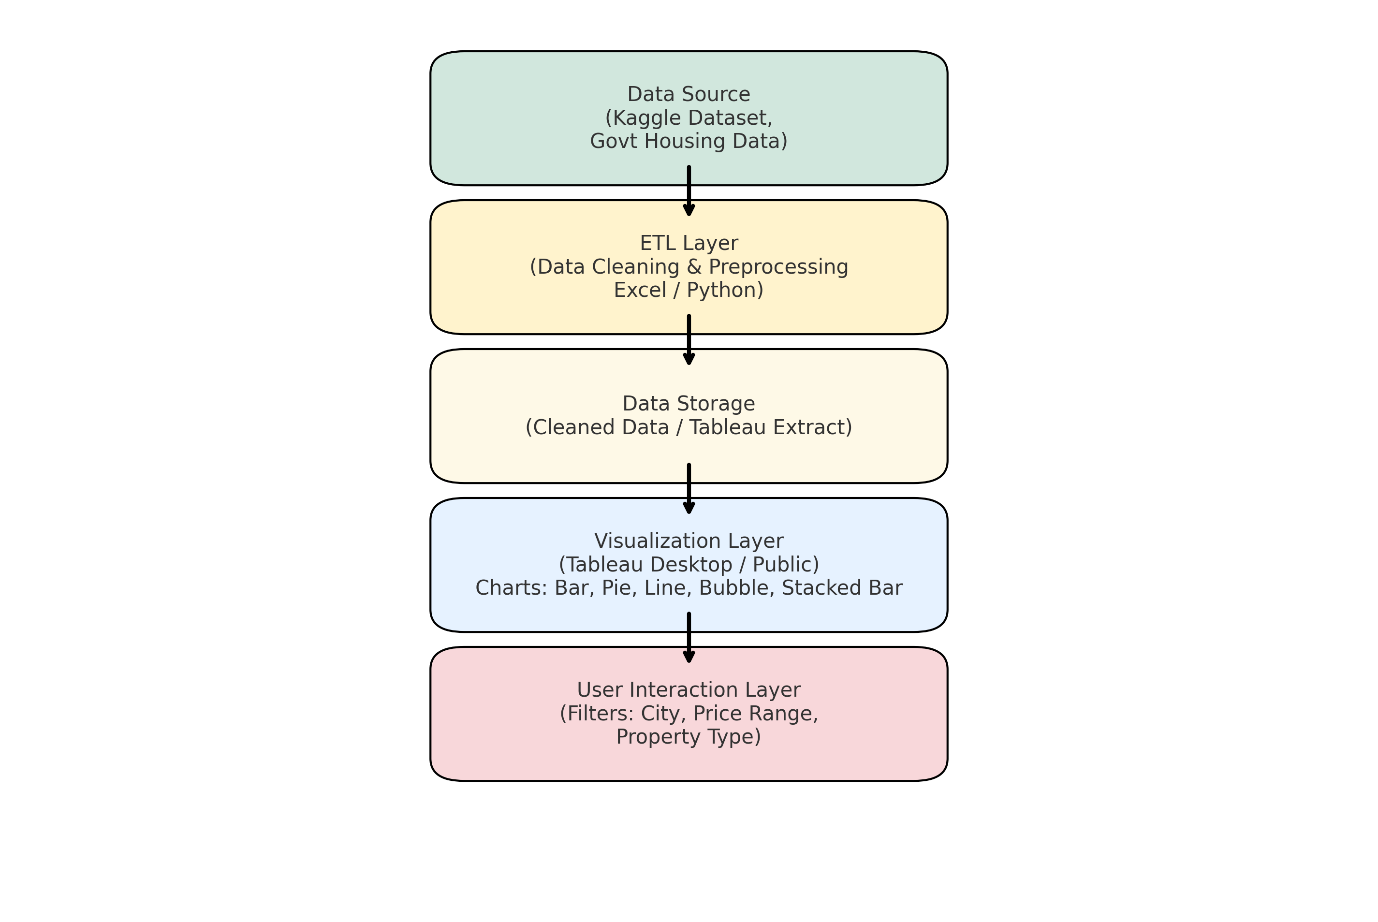 Data Source
(Kaggle Dataset,
Govt Housing Data)
ETL Layer
(Data Cleaning & Preprocessing
Excel / Python)
Data Storage
(Cleaned Data / Tableau Extract)
Visualization Layer
(Tableau Desktop / Public)
Charts: Bar, Pie, Line, Bubble, Stacked Bar
User Interaction Layer
(Filters: City, Price Range,
Property Type)